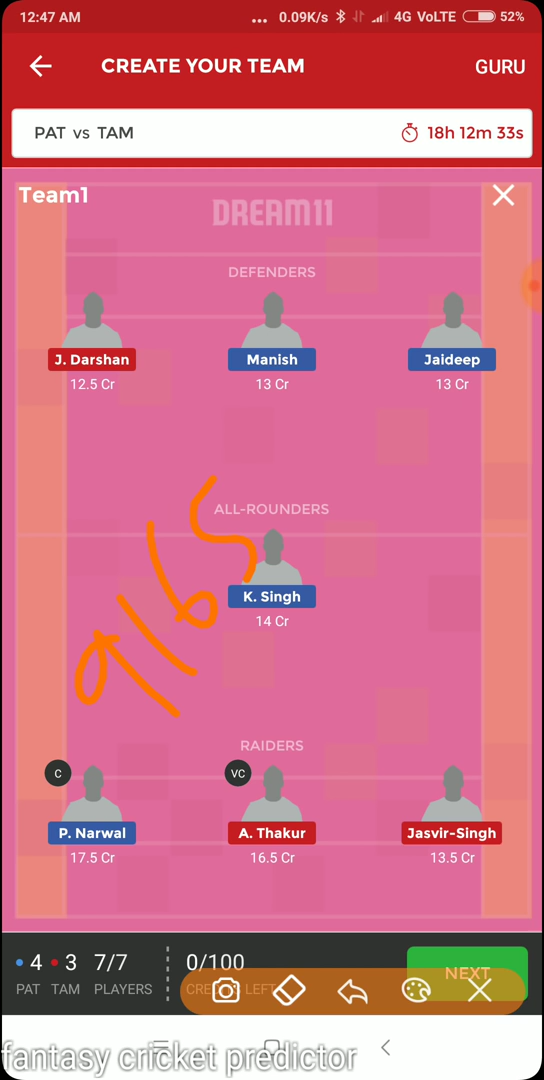 12:47 AM ... 0.09K/s 4G VoLTE 52%
CREATE YOUR TEAM GURU
PAT vs TAM 18h 12m 33s
Team1
DREAM11
DEFENDERS
J. Darshan Manish Jaideep
12.5 Cr 13 Cr 13 Cr
ALL-ROUNDERS
9165
K. Singh
14 Cr
RAIDERS
C VC
P. Narwal A. Thakur Jasvir-Singh
17.5 Cr 16.5 Cr 13.5 Cr
4 3 7/7 0/100 NEXT
PAT TAM PLAYERS CREDITS LEFT
fantasy cricket predictor